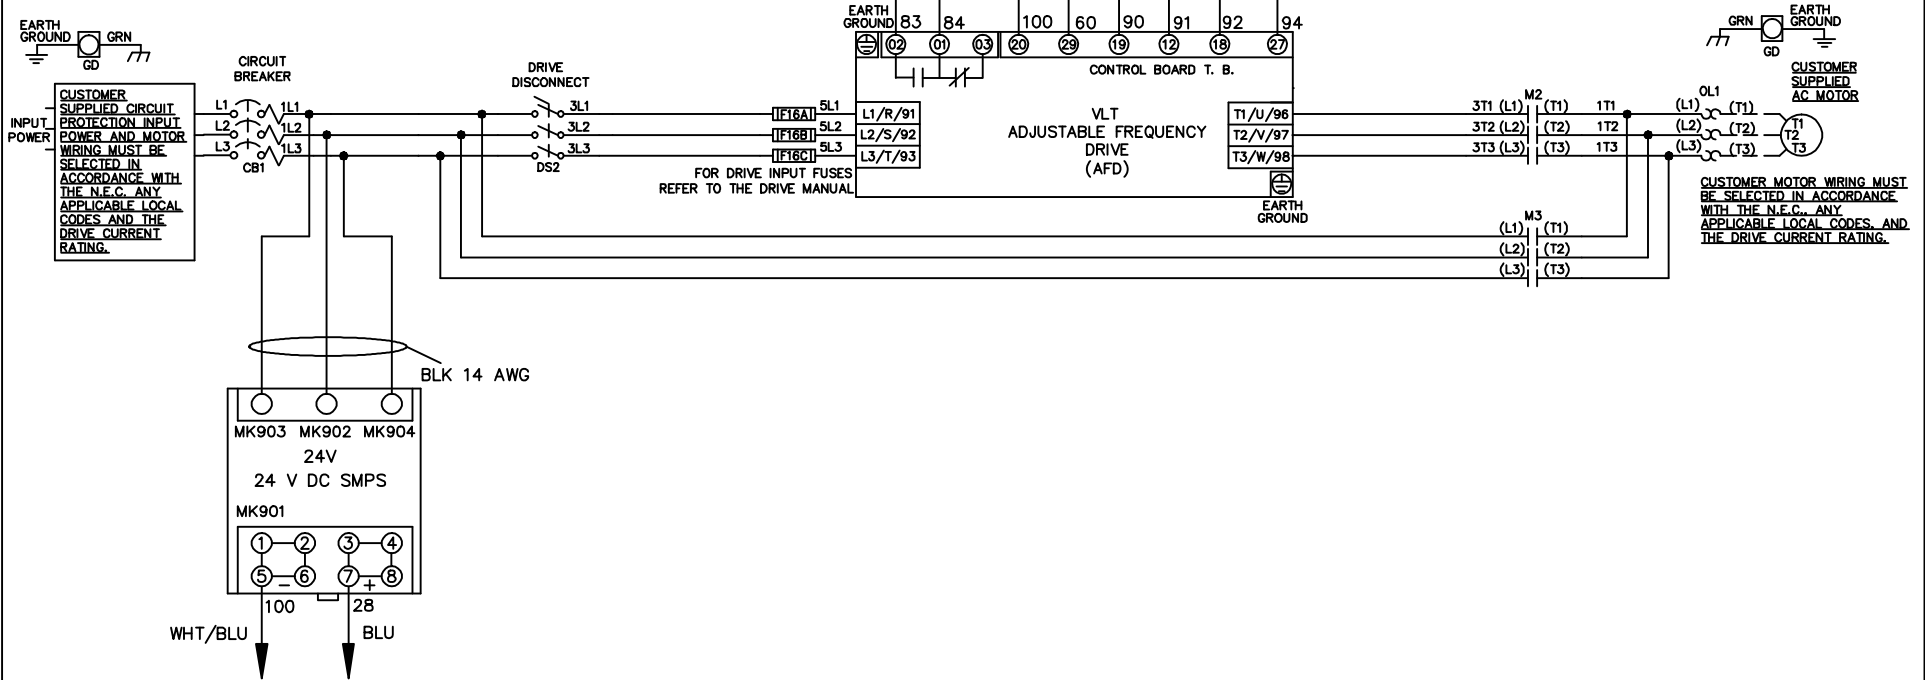 EARTH
GROUND
GRN
GD
INPUT
POWER
CUSTOMER
SUPPLIED CIRCUIT
PROTECTION INPUT
POWER AND MOTOR
WIRING MUST BE
SELECTED IN
ACCORDANCE WITH
THE N.E.C. ANY
APPLICABLE LOCAL
CODES AND THE
DRIVE CURRENT
RATING.
CIRCUIT
BREAKER
L1 1L1
L2 1L2
L3 1L3
CB1
DRIVE
DISCONNECT
3L1
3L2
3L3
DS2
F16A 5L1
F16B 5L2
F16C 5L3
FOR DRIVE INPUT FUSES
REFER TO THE DRIVE MANUAL
EARTH
GROUND
83 84 100 60 90 91 92 94
02 01 03 20 29 19 12 18 27
CONTROL BOARD T. B.
L1/R/91
L2/S/92
L3/T/93
VLT
ADJUSTABLE FREQUENCY
DRIVE
(AFD)
T1/U/96
T2/V/97
T3/W/98
EARTH
GROUND
M2
3T1 (L1) (T1) 1T1
3T2 (L2) (T2) 1T2
3T3 (L3) (T3) 1T3
M3
(L1) (T1)
(L2) (T2)
(L3) (T3)
GRN
GD
EARTH
GROUND
CUSTOMER
SUPPLIED
AC MOTOR
OL1
(L1) (T1)
(L2) (T2)
(L3) (T3)
T1
T2
T3
CUSTOMER MOTOR WIRING MUST
BE SELECTED IN ACCORDANCE
WITH THE N.E.C., ANY
APPLICABLE LOCAL CODES, AND
THE DRIVE CURRENT RATING.
BLK 14 AWG
MK903 MK902 MK904
24V
24 V DC SMPS
MK901
1 2 3 4
5 6 7 8
− +
100 28
WHT/BLU BLU